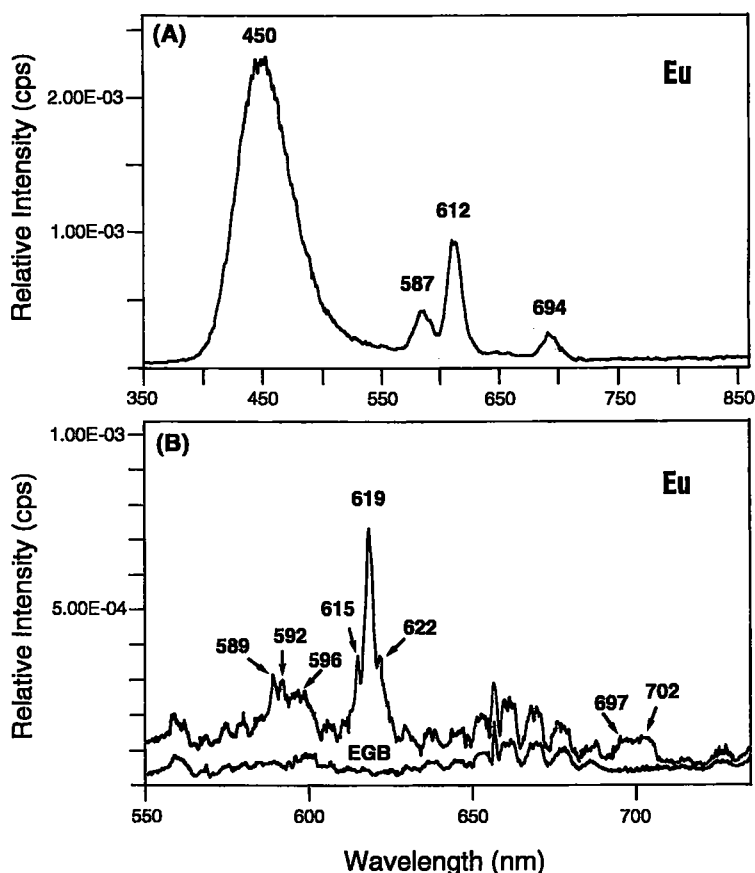 (A)
450
Eu
2.00E-03
1.00E-03
587
612
694
Relative Intensity (cps)
350
450
550
650
750
850
(B)
1.00E-03
Eu
619
5.00E-04
615
622
589
592
596
697
702
EGB
Relative Intensity (cps)
550
600
650
700
Wavelength (nm)